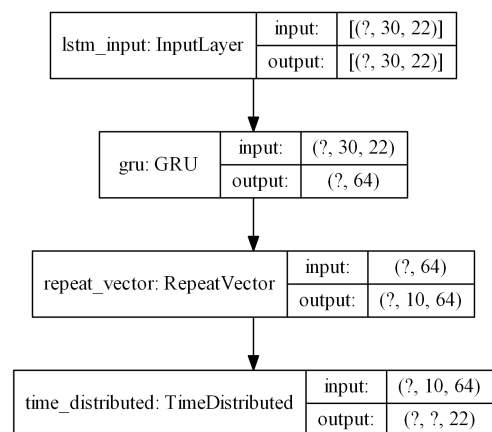 lstm_input: InputLayer
input: [(?, 30, 22)]
output: [(?, 30, 22)]
gru: GRU
input: (?, 30, 22)
output: (?, 64)
repeat_vector: RepeatVector
input: (?, 64)
output: (?, 10, 64)
time_distributed: TimeDistributed
input: (?, 10, 64)
output: (?, ?, 22)